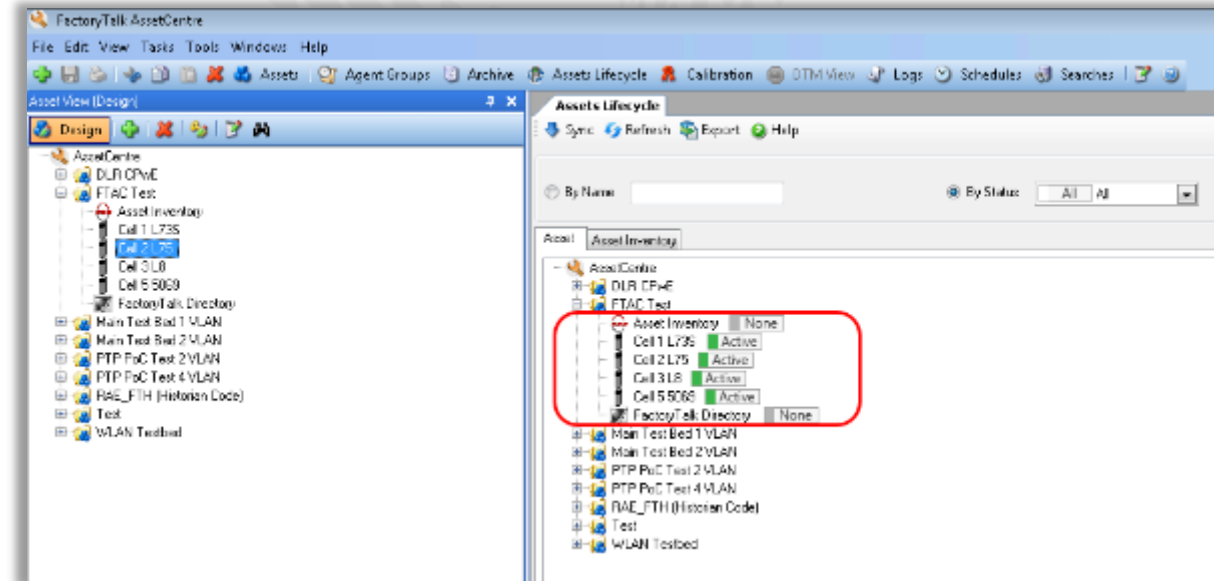 FactoryTalk AssetCentre
File Edit View Tasks Tools Windows Help
Assets Agent Groups Archive Assets Lifecycle Calibration DTM View Logs Schedules Searches
Asset View (Design)
Design
AssetCentre
DLR CPwE
FTAC Test
Asset Inventory
Cell 1 L73S
Cell 2 L75
Cell 3 L8
Cell 5 5069
FactoryTalk Directory
Main Test Bed 1 VLAN
Main Test Bed 2 VLAN
PTP PoC Test 2 VLAN
PTP PoC Test 4 VLAN
RAE_FTH (Historian Code)
Test
WLAN Testbed
Assets Lifecycle
Sync Refresh Export Help
By Name By Status: All All
Asset Asset Inventory
AssetCentre
DLR CPwE
FTAC Test
Asset Inventory None
Cell 1 L73S Active
Cell 2 L75 Active
Cell 3 L8 Active
Cell 5 5069 Active
FactoryTalk Directory None
Main Test Bed 1 VLAN
Main Test Bed 2 VLAN
PTP PoC Test 2 VLAN
PTP PoC Test 4 VLAN
RAE_FTH (Historian Code)
Test
WLAN Testbed